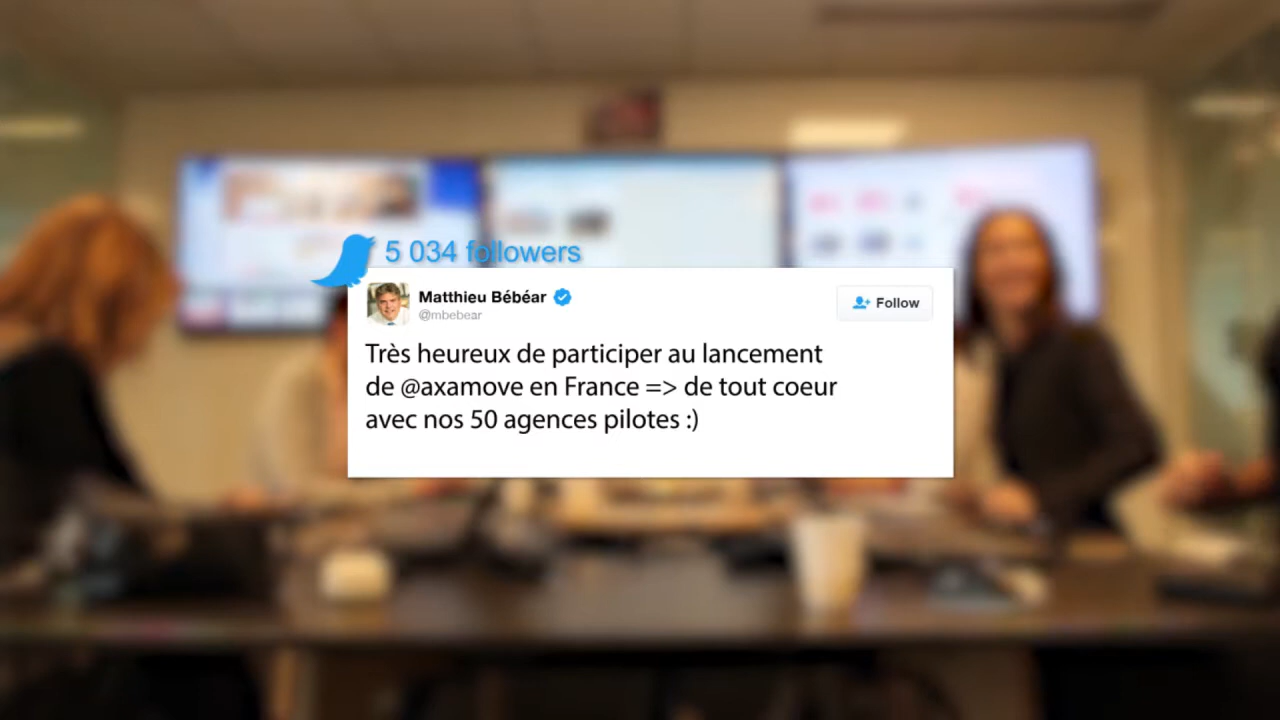 5 034 followers
Matthieu Bébéar
@mbebear
Follow
Très heureux de participer au lancement
de @axamove en France => de tout coeur
avec nos 50 agences pilotes :)